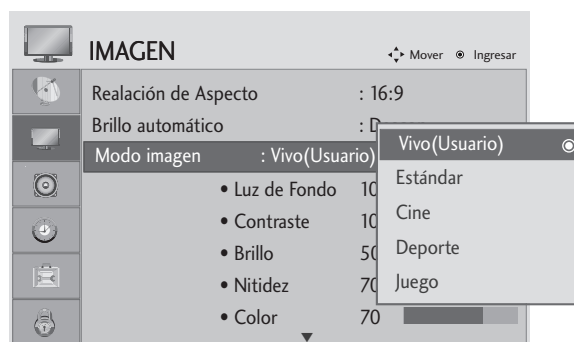 IMAGEN
Mover Ingresar
Realación de Aspecto : 16:9
Brillo automático :
Modo imagen : Vivo(Usuario)
• Luz de Fondo
• Contraste
• Brillo
• Nitidez
• Color 70
Vivo(Usuario)
Estándar
Cine
Deporte
Juego